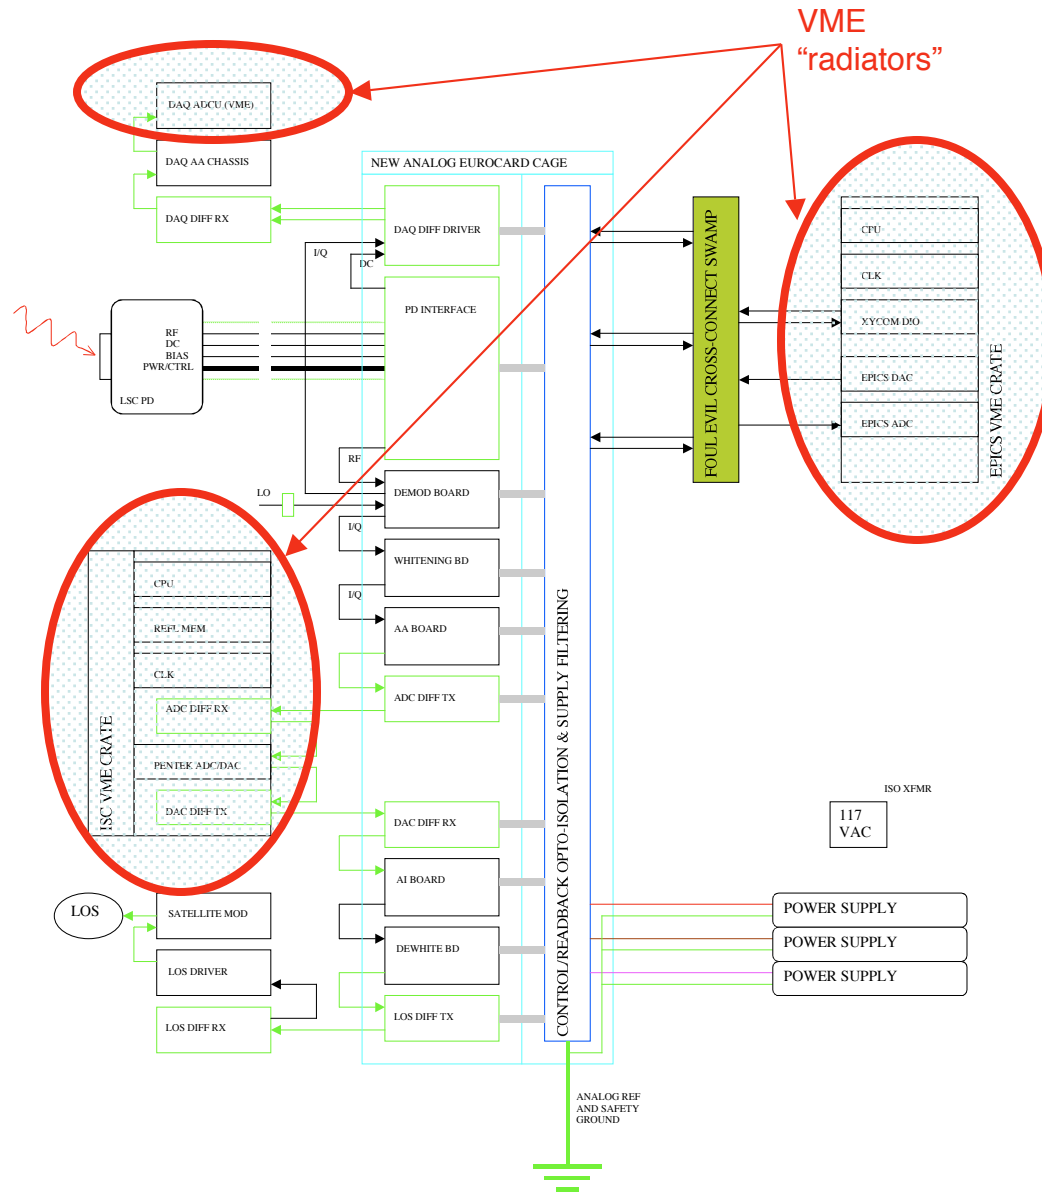 VME
“radiators”
DAQ ADCU (VME)
DAQ AA CHASSIS
DAQ DIFF RX
NEW ANALOG EUROCARD CAGE
DAQ DIFF DRIVER
I/Q
DC
PD INTERFACE
RF
DC
BIAS
PWR/CTRL
LSC PD
RF
LO
DEMOD BOARD
I/Q
WHITENING BD
I/Q
AA BOARD
ADC DIFF TX
DAC DIFF RX
AI BOARD
DEWHITE BD
LOS DIFF TX
CONTROL/READBACK OPTO-ISOLATION & SUPPLY FILTERING
FOUL EVIL CROSS-CONNECT SWAMP
CPU
CLK
XYCOM DIO
EPICS DAC
EPICS ADC
EPICS VME CRATE
CPU
REFL MEM
CLK
ADC DIFF RX
PENTEK ADC/DAC
DAC DIFF TX
ISC VME CRATE
LOS
SATELLITE MOD
LOS DRIVER
LOS DIFF RX
ISO XFMR
117
VAC
POWER SUPPLY
POWER SUPPLY
POWER SUPPLY
ANALOG REF
AND SAFETY
GROUND